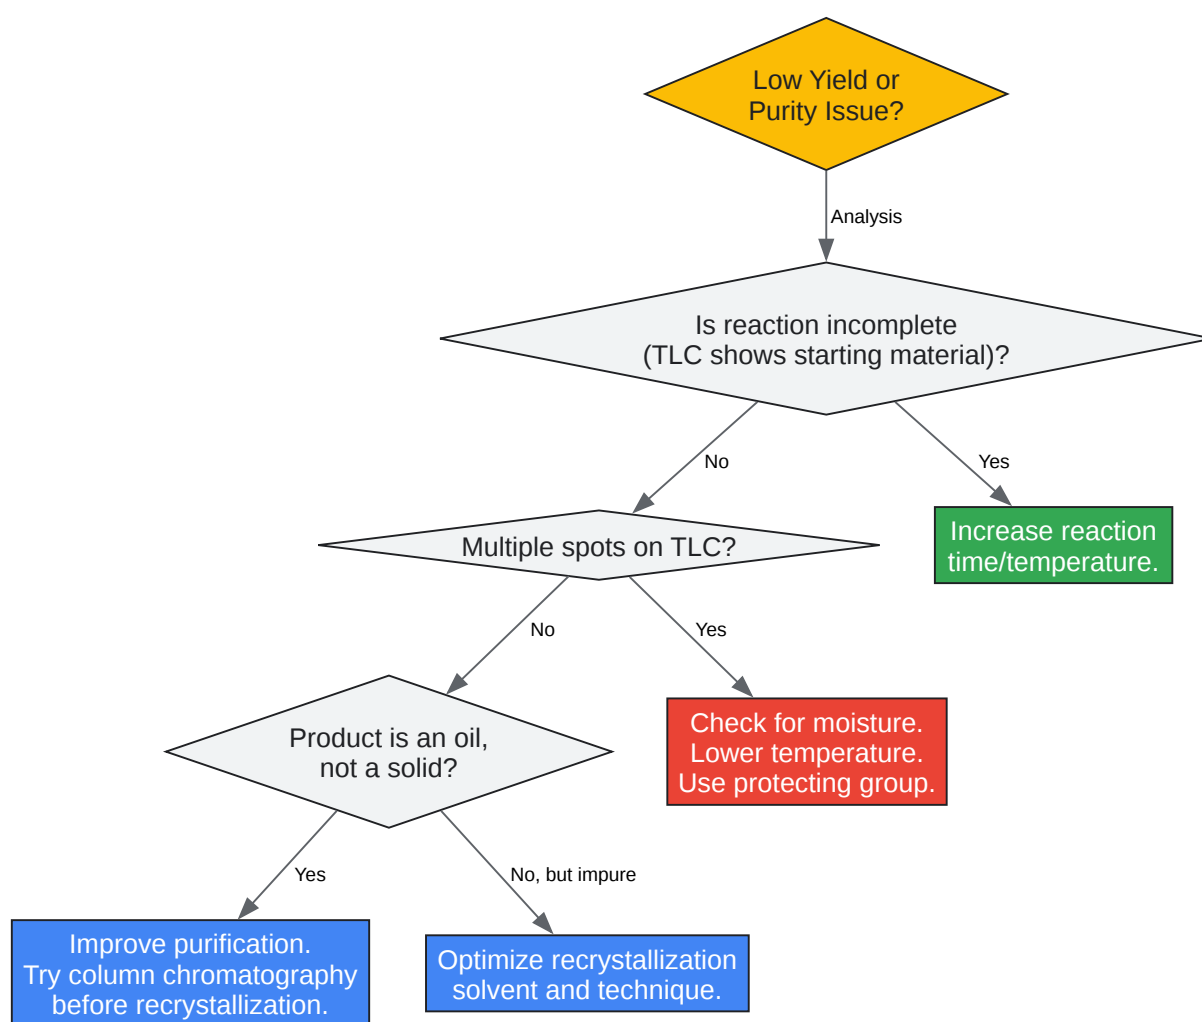 Low Yield or
Purity Issue?
Analysis
Is reaction incomplete
(TLC shows starting material)?
No
Yes
Increase reaction
time/temperature.
Multiple spots on TLC?
No
Yes
Check for moisture.
Lower temperature.
Use protecting group.
Product is an oil,
not a solid?
Yes
No, but impure
Improve purification.
Try column chromatography
before recrystallization.
Optimize recrystallization
solvent and technique.